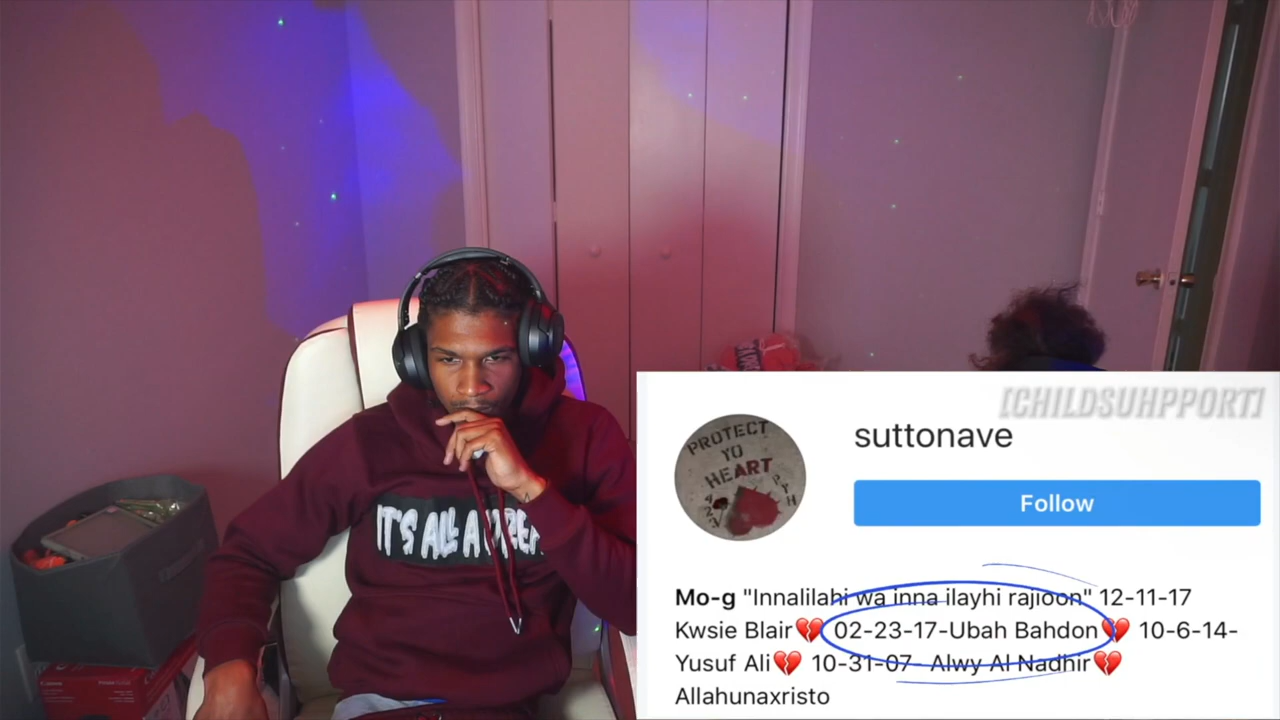 IT'S ALL A
[CHILDSUHPPORT]
suttonave
PROTECT
YO
HEART
Follow
Mo-g "Innalilahi wa inna ilayhi rajioon" 12-11-17
Kwsie Blair💔 02-23-17-Ubah Bahdon💔 10-6-14-
Yusuf Ali💔 10-31-07- Alwy Al Nadhir💔
Allahunaxristo